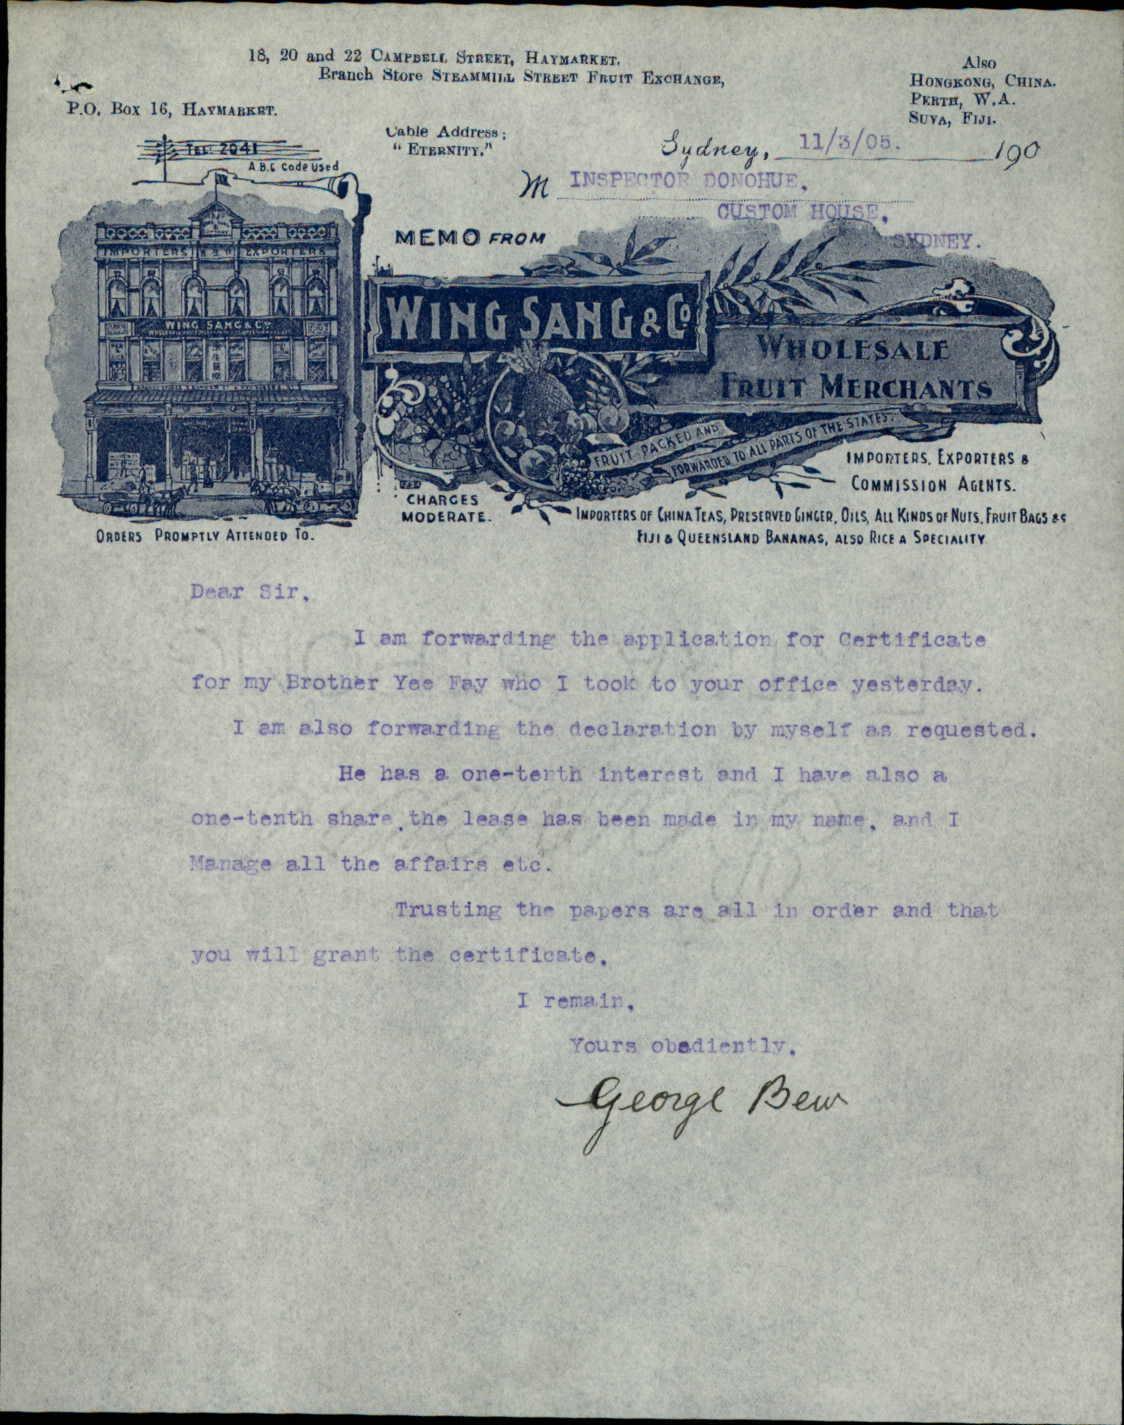 18, 20 and 22 Campbell Street, Haymarket.
Branch Store Steammill Street Fruit Exchange,
Also
Hongkong, China.
Perth, W.A.
Suva, Fiji.
P.O. Box 16, Haymarket.
Cable Address:
"Eternity."
Tel: 2041
A.B.C Code Used
Sydney, 11/3/05. 190
M INSPECTOR DONOHUE,
CUSTOM HOUSE,
SYDNEY.
MEMO FROM
IMPORTERS EXPORTERS
WING SANG & Co
WING SANG & Co
WHOLESALE
FRUIT MERCHANTS
FRUIT PACKED AND
FORWARDED TO ALL PARTS OF THE STATES.
IMPORTERS, EXPORTERS &
COMMISSION AGENTS.
CHARGES
MODERATE.
IMPORTERS OF CHINA TEAS, PRESERVED GINGER, OILS, ALL KINDS OF NUTS, FRUIT BAGS &c
FIJI & QUEENSLAND BANANAS, ALSO RICE A SPECIALITY
ORDERS PROMPTLY ATTENDED TO.
Dear Sir,
I am forwarding the application for Certificate
for my Brother Yee Fay who I took to your office yesterday.
I am also forwarding the declaration by myself as requested.
He has a one-tenth interest and I have also a
one-tenth share,the lease has been made in my name, and I
Manage all the affairs etc.
Trusting the papers are all in order and that
you will grant the certificate,
I remain,
Yours obediently,
George Bew